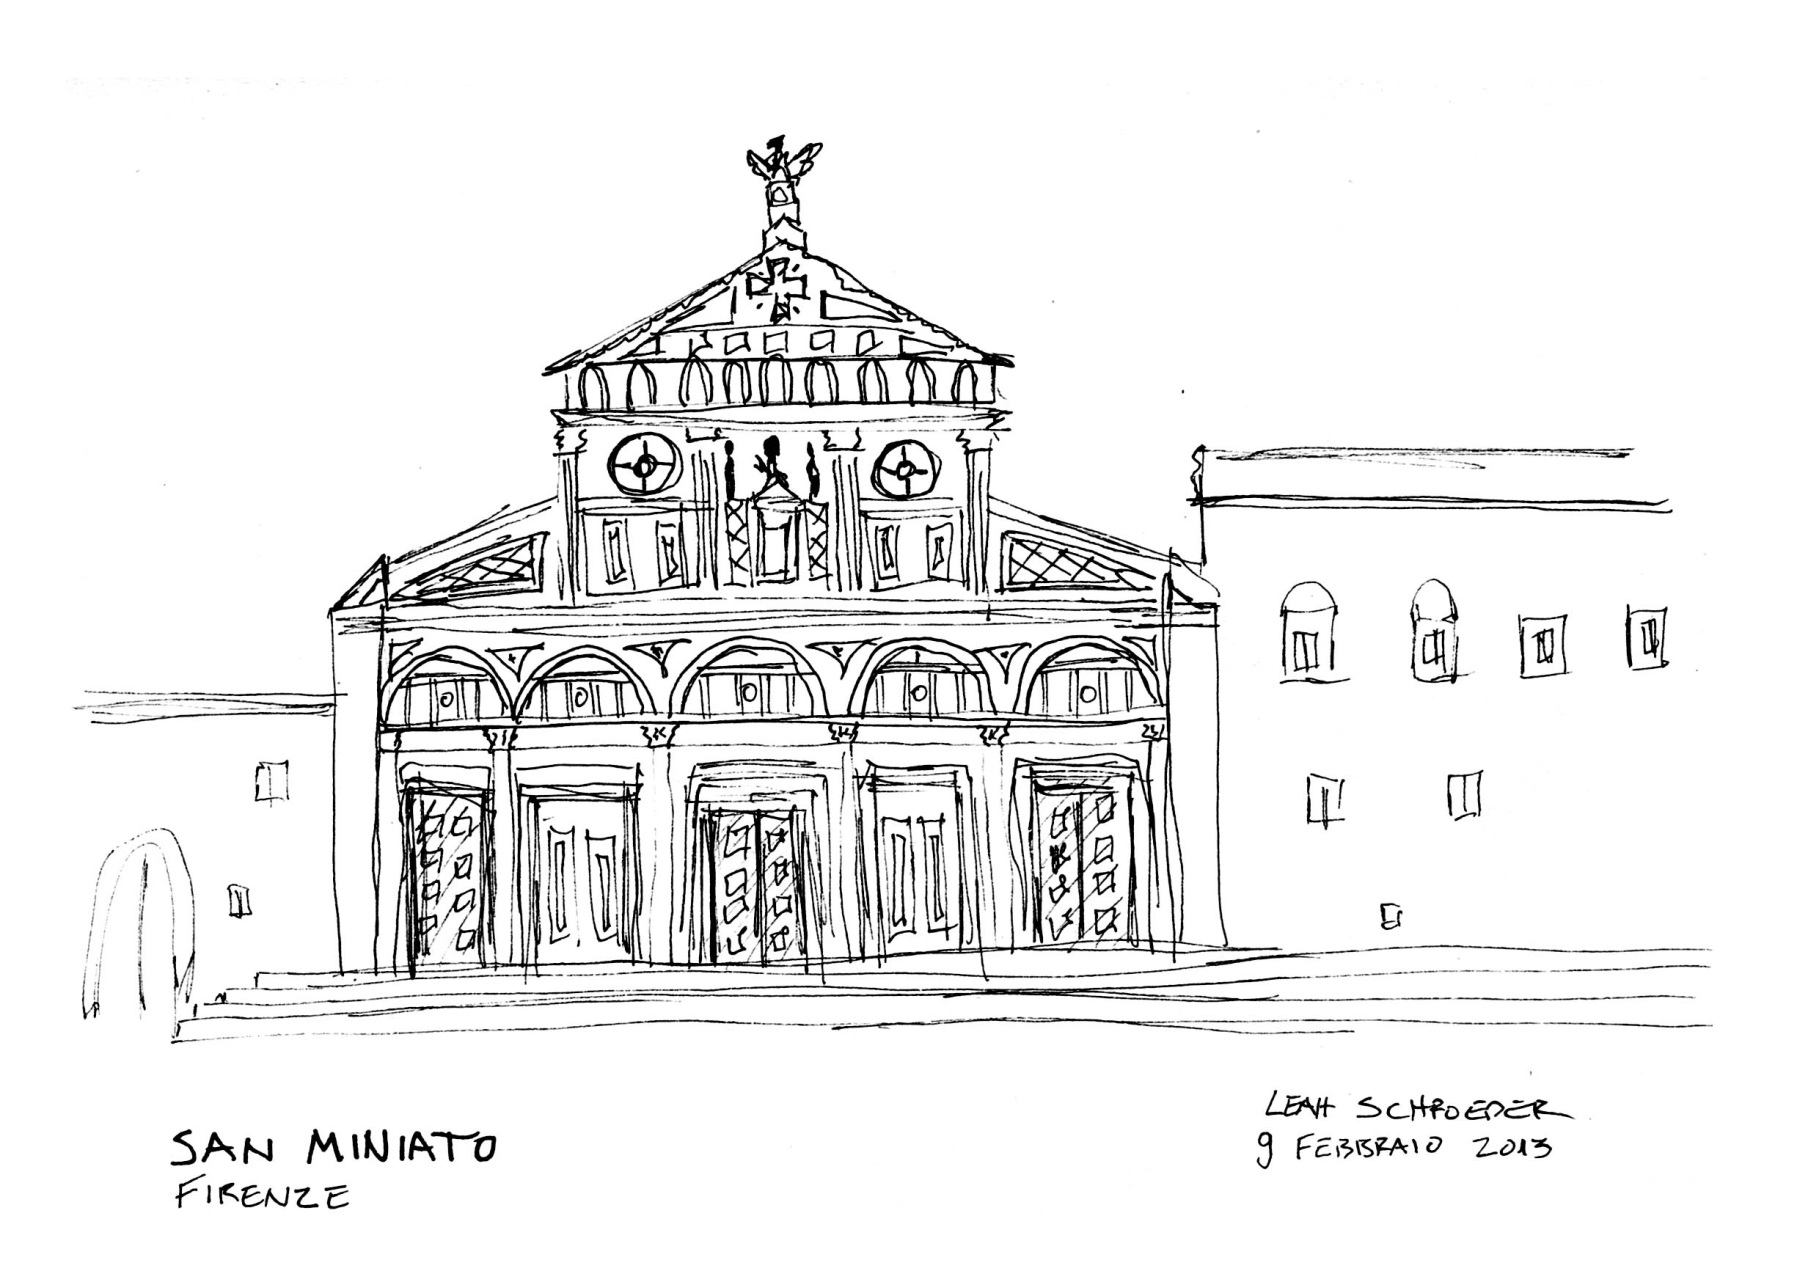 SAN MINIATO
FIRENZE
LEAH SCHROEDER
9 FEBBRAIO 2013